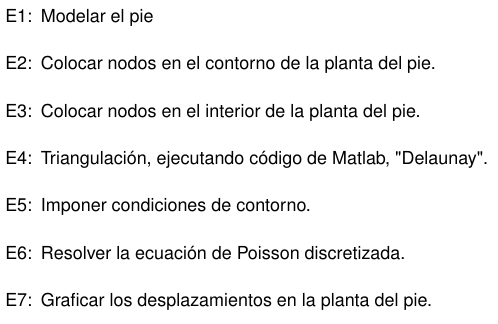 E1: Modelar el pie
E2: Colocar nodos en el contorno de la planta del pie.
E3: Colocar nodos en el interior de la planta del pie.
E4: Triangulación, ejecutando código de Matlab, "Delaunay".
E5: Imponer condiciones de contorno.
E6: Resolver la ecuación de Poisson discretizada.
E7: Graficar los desplazamientos en la planta del pie.